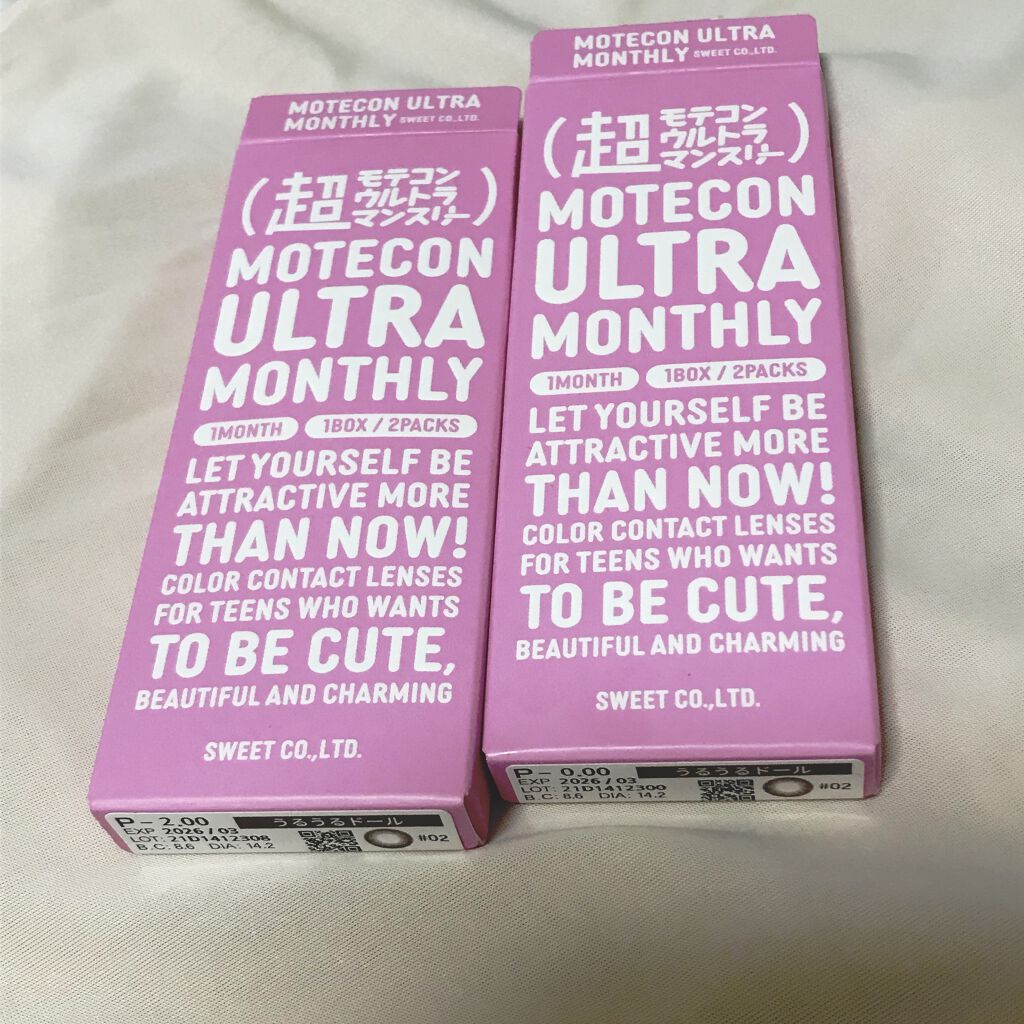 MOTECON ULTRA
MONTHLY SWEET CO.,LTD.
(超 モテコン
ウルトラ
マンスリー)
MOTECON
ULTRA
MONTHLY
1MONTH 1BOX / 2PACKS
LET YOURSELF BE
ATTRACTIVE MORE
THAN NOW!
COLOR CONTACT LENSES
FOR TEENS WHO WANTS
TO BE CUTE,
BEAUTIFUL AND CHARMING
SWEET CO.,LTD.
P - 2.00 うるうるドール
EXP 2026 / 03
LOT: 21D1412308
B.C: 8.6 DIA: 14.2 #02
MOTECON ULTRA
MONTHLY SWEET CO.,LTD.
(超 モテコン
ウルトラ
マンスリー)
MOTECON
ULTRA
MONTHLY
1MONTH 1BOX / 2PACKS
LET YOURSELF BE
ATTRACTIVE MORE
THAN NOW!
COLOR CONTACT LENSES
FOR TEENS WHO WANTS
TO BE CUTE,
BEAUTIFUL AND CHARMING
SWEET CO.,LTD.
P - 0.00 うるうるドール
EXP 2026 / 03
LOT: 21D1412300
B.C: 8.6 DIA: 14.2 #02